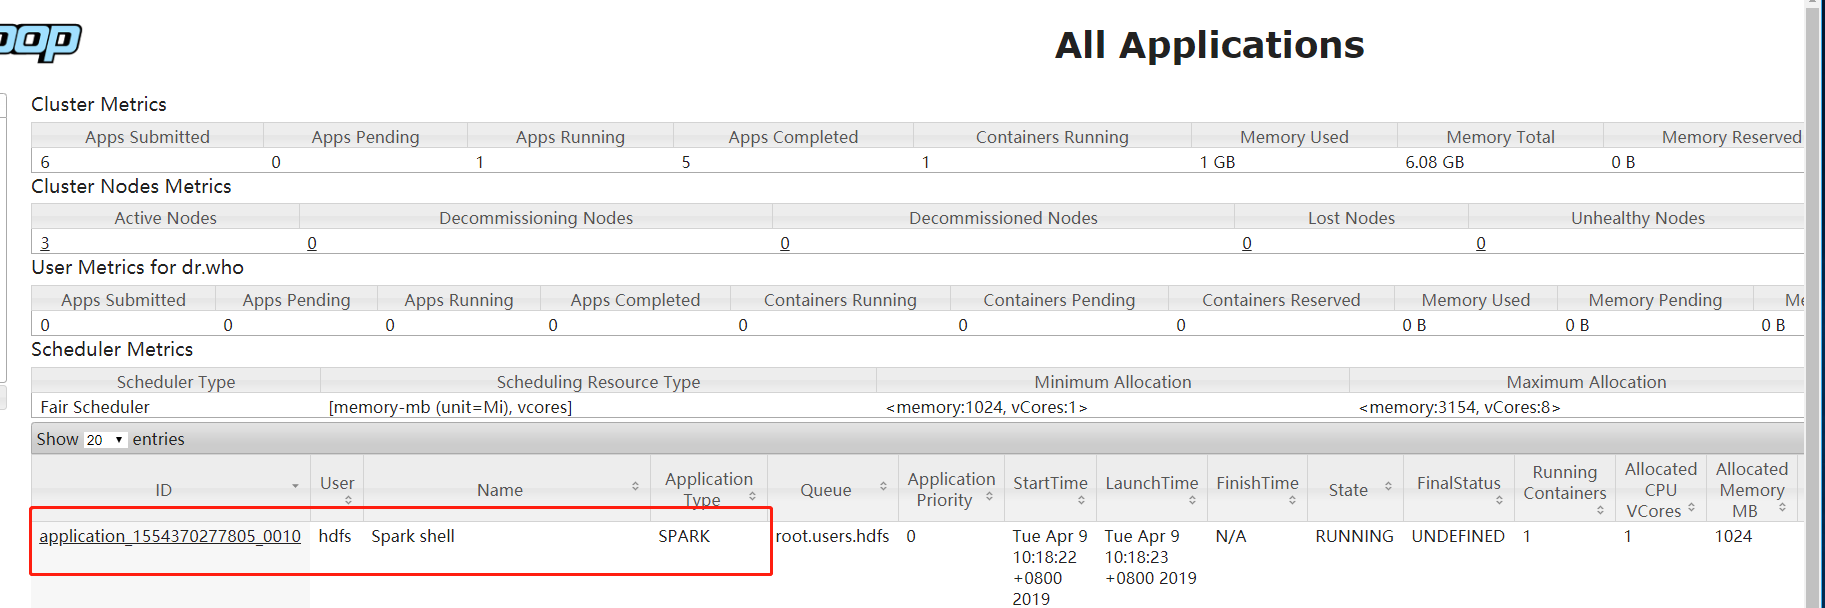 oop
All Applications
Cluster Metrics
Apps Submitted Apps Pending Apps Running Apps Completed Containers Running Memory Used Memory Total Memory Reserved
6 0 1 5 1 1 GB 6.08 GB 0 B
Cluster Nodes Metrics
Active Nodes Decommissioning Nodes Decommissioned Nodes Lost Nodes Unhealthy Nodes
3 0 0 0 0
User Metrics for dr.who
Apps Submitted Apps Pending Apps Running Apps Completed Containers Running Containers Pending Containers Reserved Memory Used Memory Pending Me
0 0 0 0 0 0 0 0 B 0 B 0 B
Scheduler Metrics
Scheduler Type Scheduling Resource Type Minimum Allocation Maximum Allocation
Fair Scheduler [memory-mb (unit=Mi), vcores] <memory:1024, vCores:1> <memory:3154, vCores:8>
Show 20 entries
ID User Name Application Type Queue Application Priority StartTime LaunchTime FinishTime State FinalStatus Running Containers Allocated CPU VCores Allocated Memory MB
application_1554370277805_0010 hdfs Spark shell SPARK root.users.hdfs 0 Tue Apr 9 10:18:22 +0800 2019 Tue Apr 9 10:18:23 +0800 2019 N/A RUNNING UNDEFINED 1 1 1024